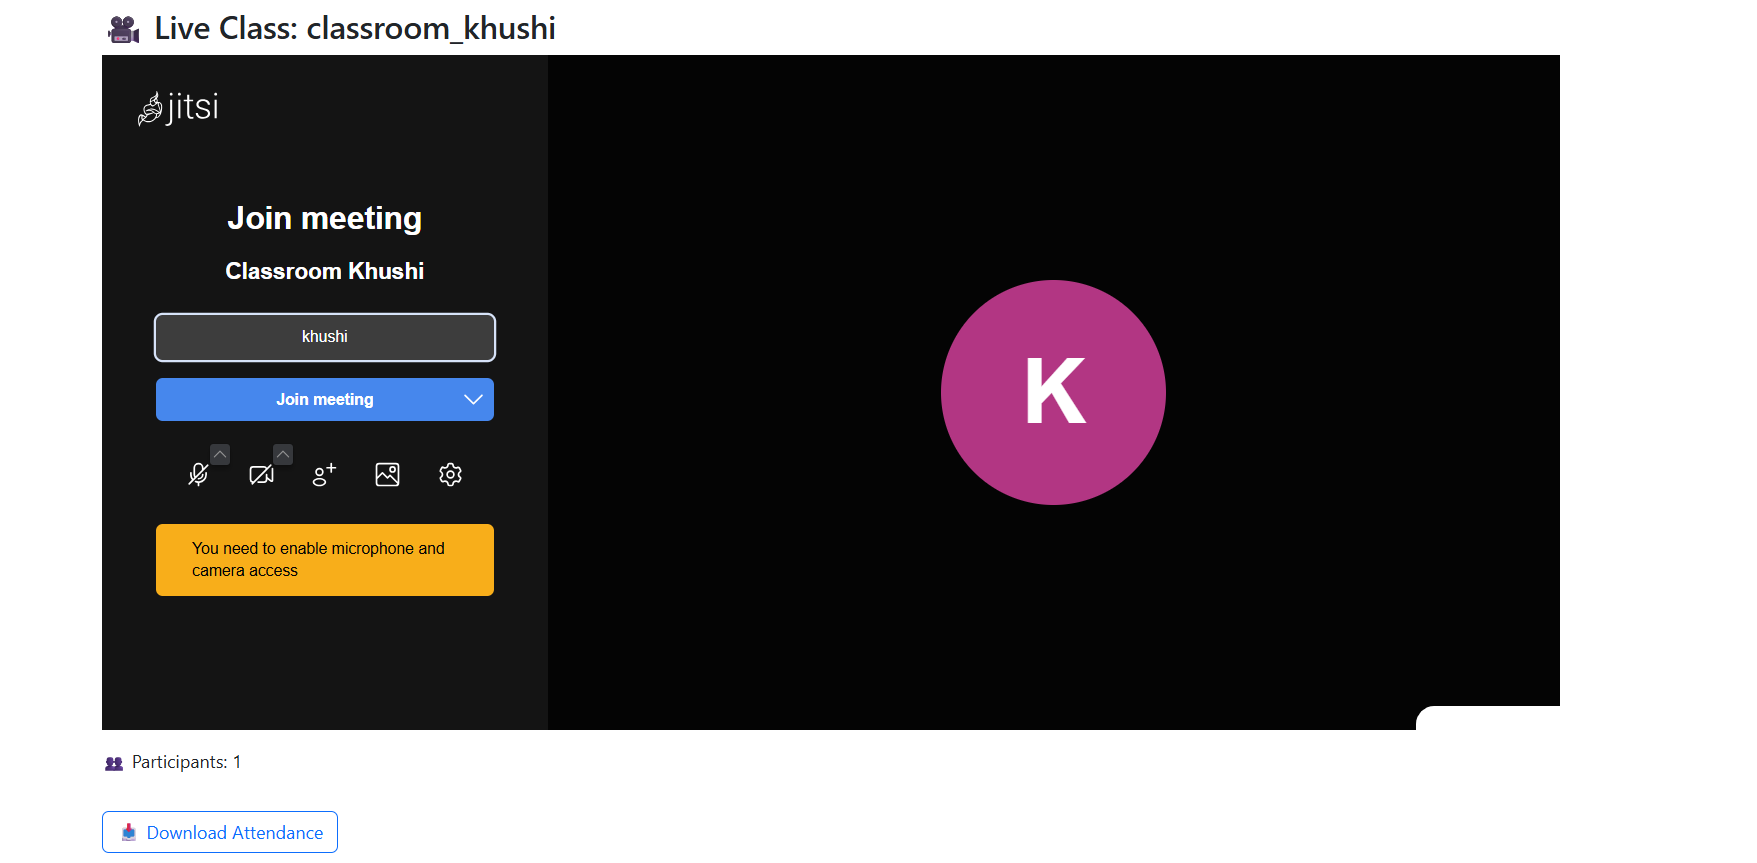 Live Class: classroom_khushi
jitsi
Join meeting
Classroom Khushi
khushi
Join meeting
You need to enable microphone and
camera access
K
Participants: 1
Download Attendance